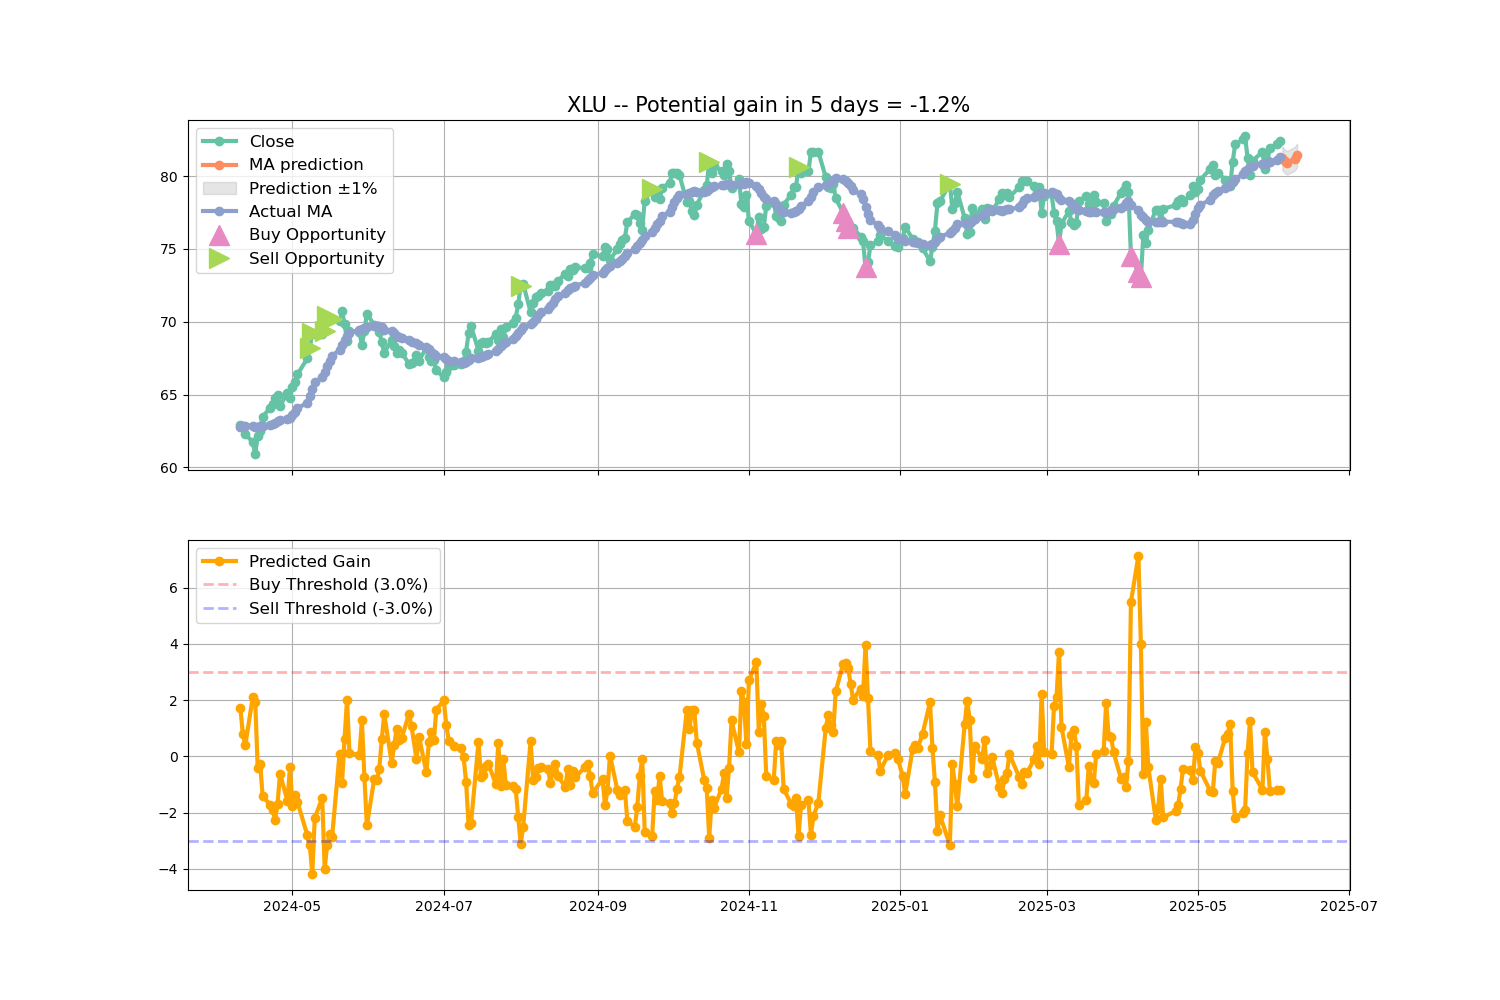 XLU -- Potential gain in 5 days = -1.2%
Close
MA prediction
Prediction ±1%
Actual MA
Buy Opportunity
Sell Opportunity
80
75
70
65
60
Predicted Gain
Buy Threshold (3.0%)
Sell Threshold (-3.0%)
6
4
2
0
−2
−4
2024-05 2024-07 2024-09 2024-11 2025-01 2025-03 2025-05 2025-07